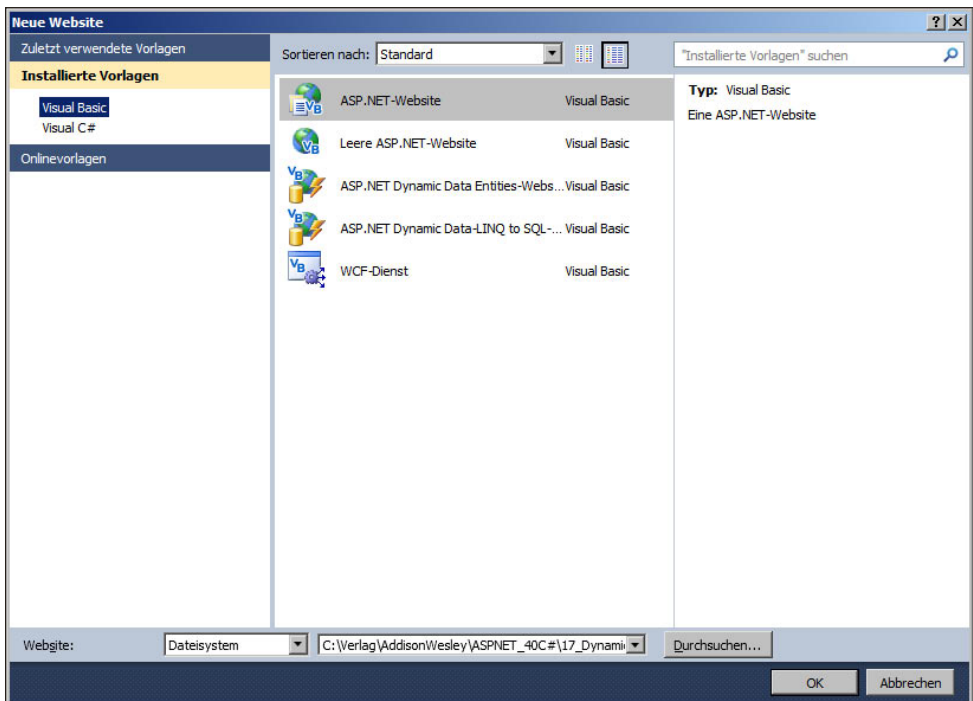 Neue Website
Zuletzt verwendete Vorlagen
Installierte Vorlagen
Visual Basic
Visual C#
Onlinevorlagen
Sortieren nach: Standard
ASP.NET-Website Visual Basic
Leere ASP.NET-Website Visual Basic
ASP.NET Dynamic Data Entities-Webs... Visual Basic
ASP.NET Dynamic Data-LINQ to SQL-... Visual Basic
WCF-Dienst Visual Basic
"Installierte Vorlagen" suchen
Typ: Visual Basic
Eine ASP.NET-Website
Website: Dateisystem C:\Verlag\AddisonWesley\ASPNET_40C#\17_Dynami Durchsuchen...
OK Abbrechen